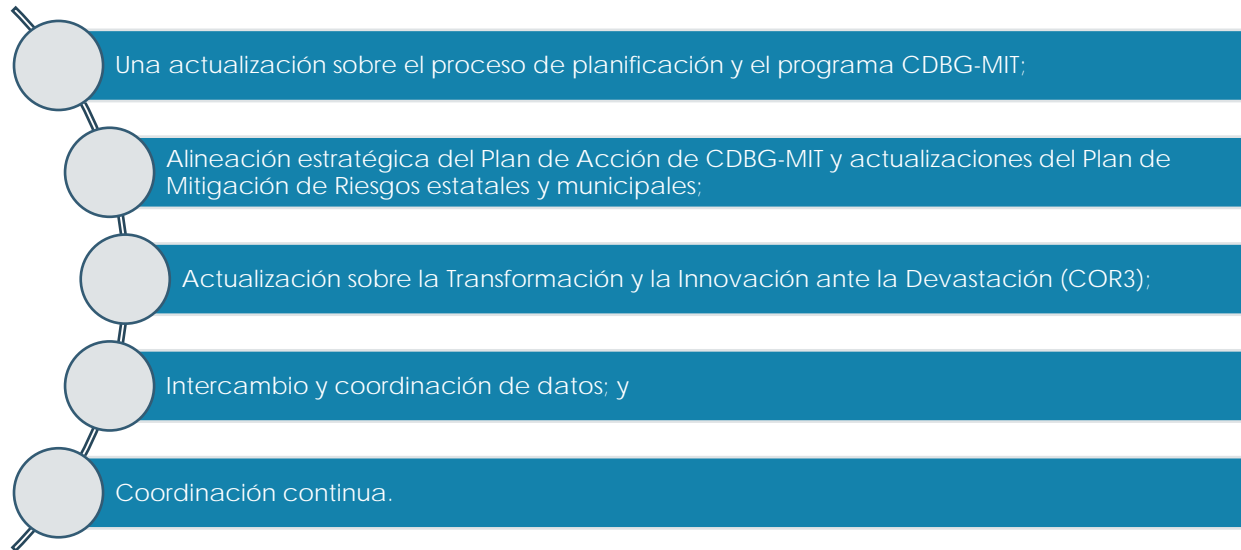 Una actualización sobre el proceso de planificación y el programa CDBG-MIT;
Alineación estratégica del Plan de Acción de CDBG-MIT y actualizaciones del Plan de
Mitigación de Riesgos estatales y municipales;
Actualización sobre la Transformación y la Innovación ante la Devastación (COR3);
Intercambio y coordinación de datos; y
Coordinación continua.